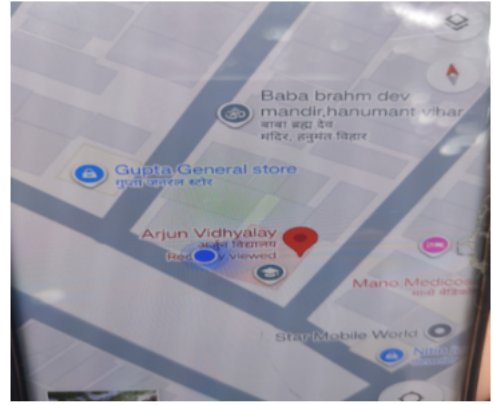 Baba brahm dev
mandir,hanumant vihar
बाबा ब्रह्म देव
मंदिर, हनुमंत विहार
Gupta General store
गुप्ता जनरल स्टोर
Arjun Vidhyalay
अर्जुन विद्यालय
viewed
Mano Medicos
मानो
Star Mobile World